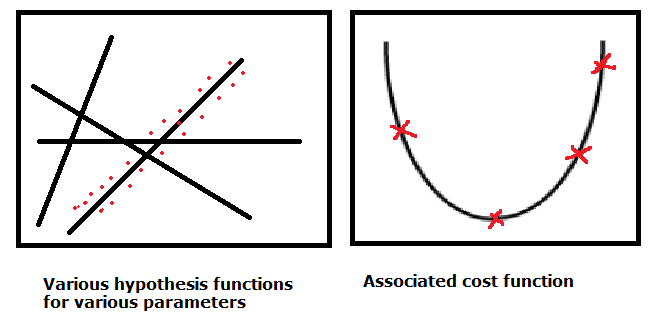 Various hypothesis functions
for various parameters
Associated cost function